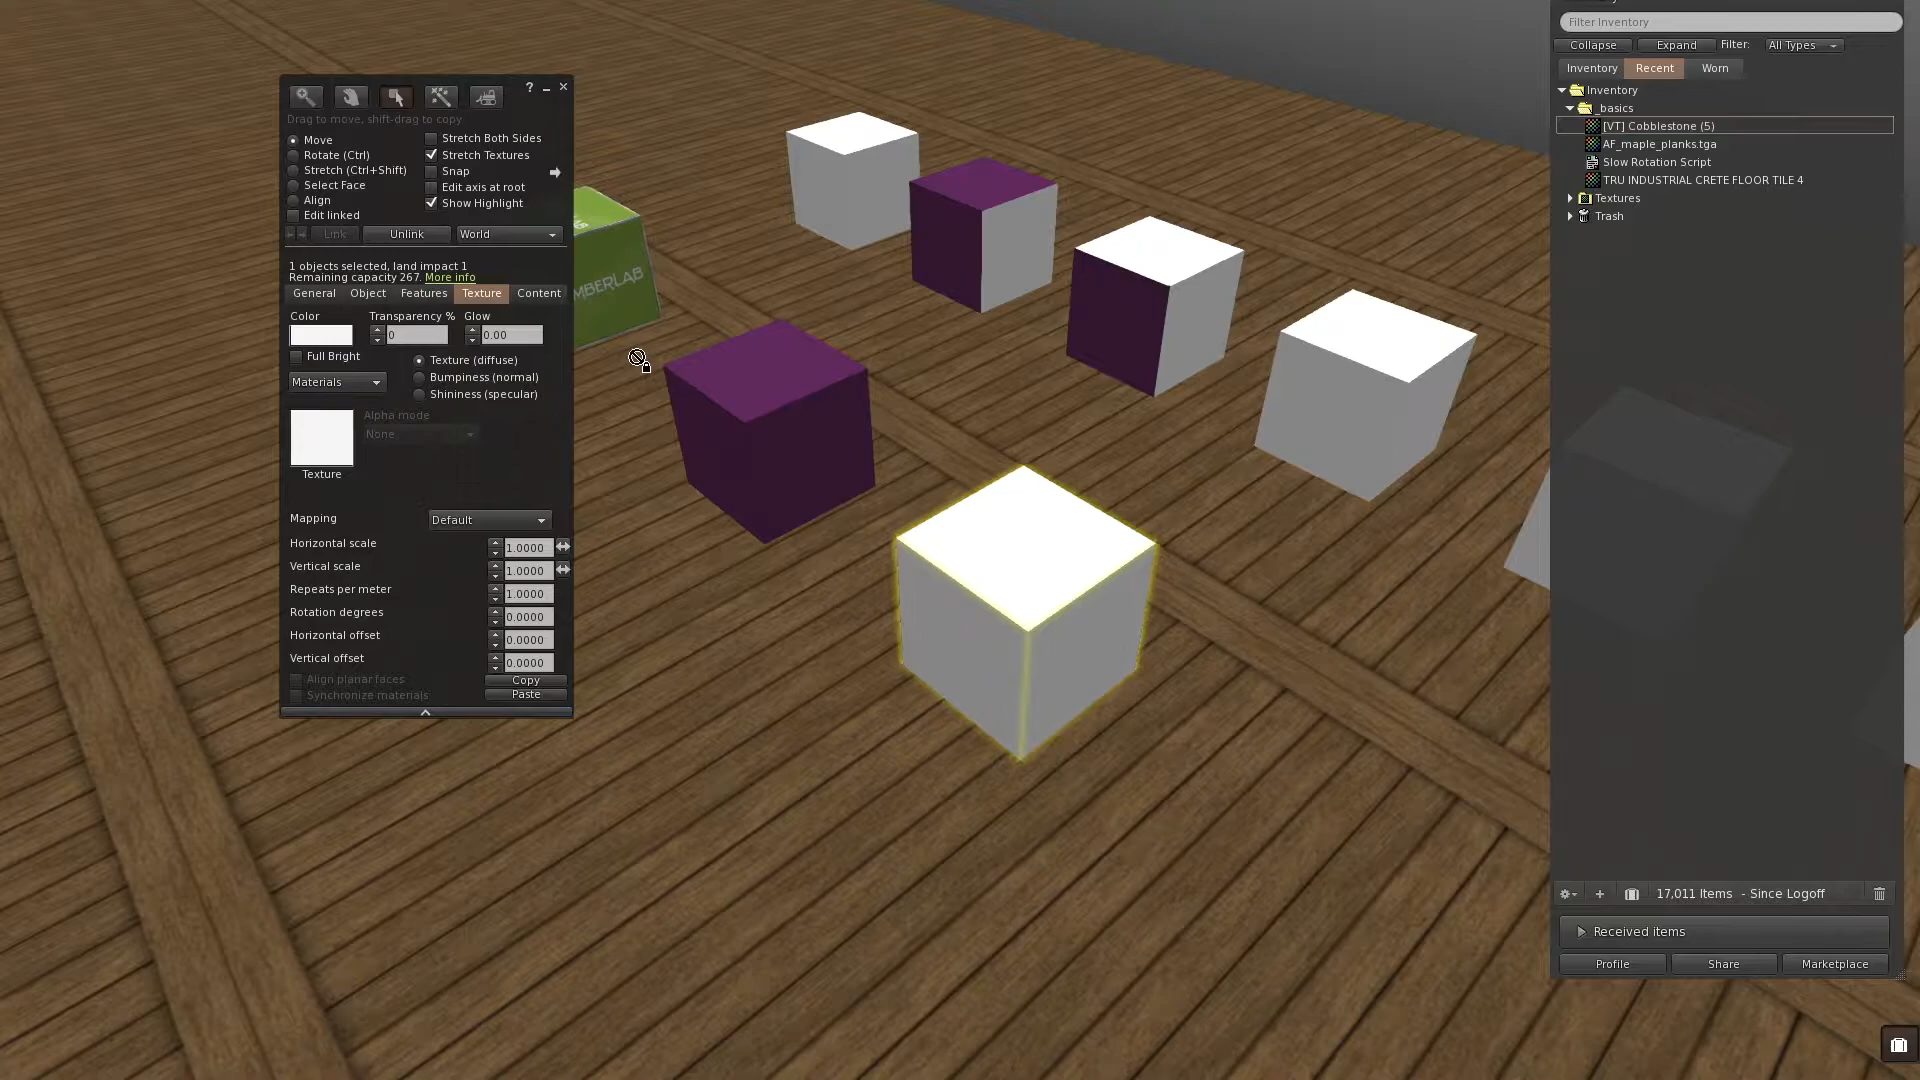 ?
Drag to move, shift-drag to copy
Move
Rotate (Ctrl)
Stretch (Ctrl+Shift)
Select Face
Align
Edit linked
Stretch Both Sides
Stretch Textures
Snap
Edit axis at root
Show Highlight
Link
Unlink
World
1 objects selected, land impact 1
Remaining capacity 267. More info
General Object Features Texture Content
Color
Transparency %
Glow
0
0.00
Full Bright
Materials
Texture (diffuse)
Bumpiness (normal)
Shininess (specular)
Alpha mode
None
Texture
Mapping
Default
Horizontal scale
1.0000
Vertical scale
1.0000
Repeats per meter
1.0000
Rotation degrees
0.0000
Horizontal offset
0.0000
Vertical offset
0.0000
Align planar faces
Synchronize materials
Copy
Paste
MBERLAB
Filter Inventory
Collapse
Expand
Filter:
All Types
Inventory
Recent
Worn
Inventory
_basics
[VT] Cobblestone (5)
AF_maple_planks.tga
Slow Rotation Script
TRU INDUSTRIAL CRETE FLOOR TILE 4
Textures
Trash
17,011 Items - Since Logoff
Received items
Profile
Share
Marketplace